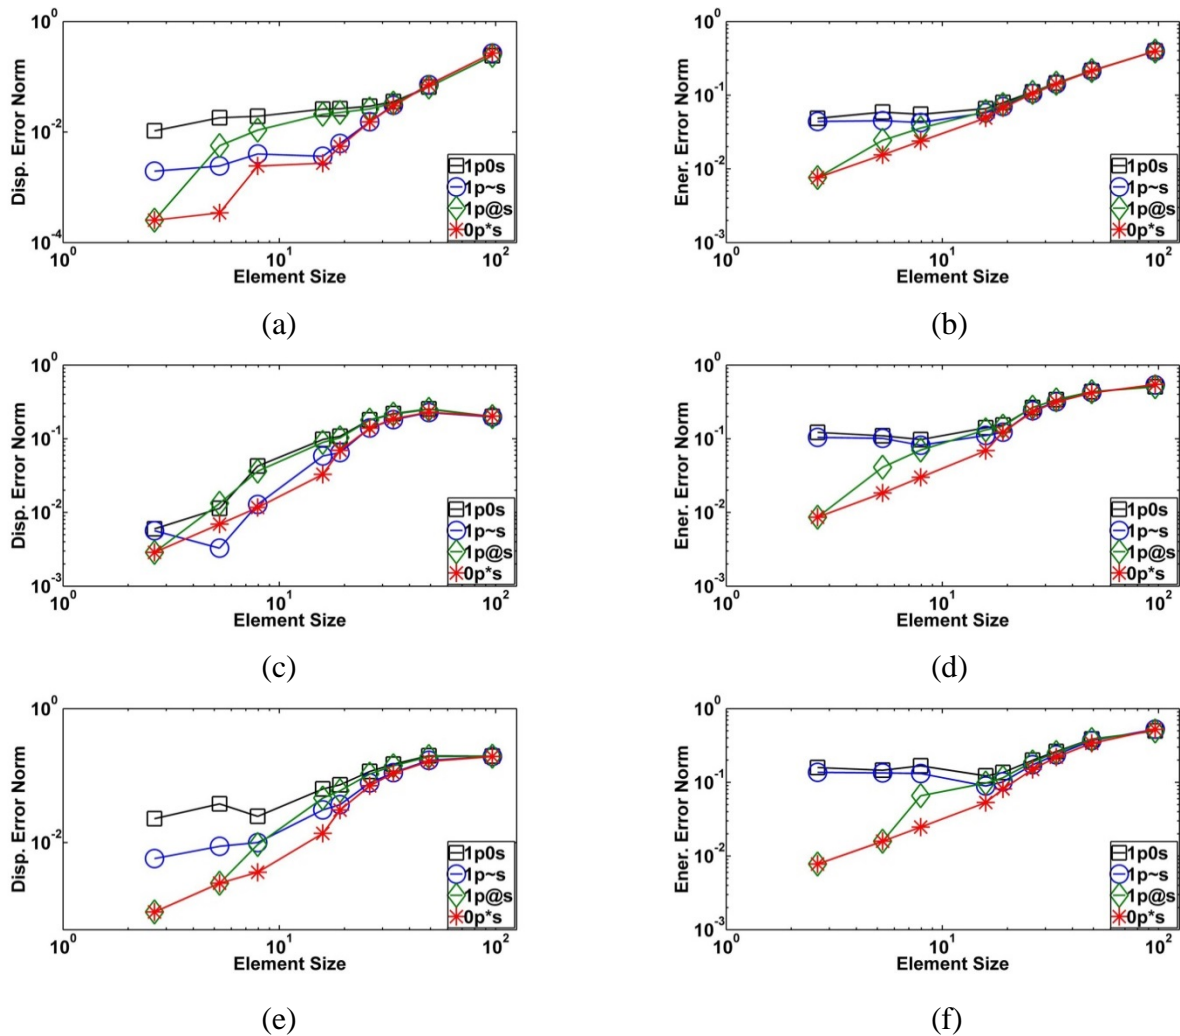 10^0
10^-2
10^-4
Disp. Error Norm
1p0s
1p~s
1p@s
0p*s
10^0
10^1
10^2
Element Size
(a)
10^0
10^-1
10^-2
10^-3
Ener. Error Norm
1p0s
1p~s
1p@s
0p*s
10^0
10^1
10^2
Element Size
(b)
10^0
10^-1
10^-2
10^-3
Disp. Error Norm
1p0s
1p~s
1p@s
0p*s
10^0
10^1
10^2
Element Size
(c)
10^0
10^-1
10^-2
10^-3
Ener. Error Norm
1p0s
1p~s
1p@s
0p*s
10^0
10^1
10^2
Element Size
(d)
10^0
10^-2
Disp. Error Norm
1p0s
1p~s
1p@s
0p*s
10^0
10^1
10^2
Element Size
(e)
10^0
10^-1
10^-2
10^-3
Ener. Error Norm
1p0s
1p~s
1p@s
0p*s
10^0
10^1
10^2
Element Size
(f)